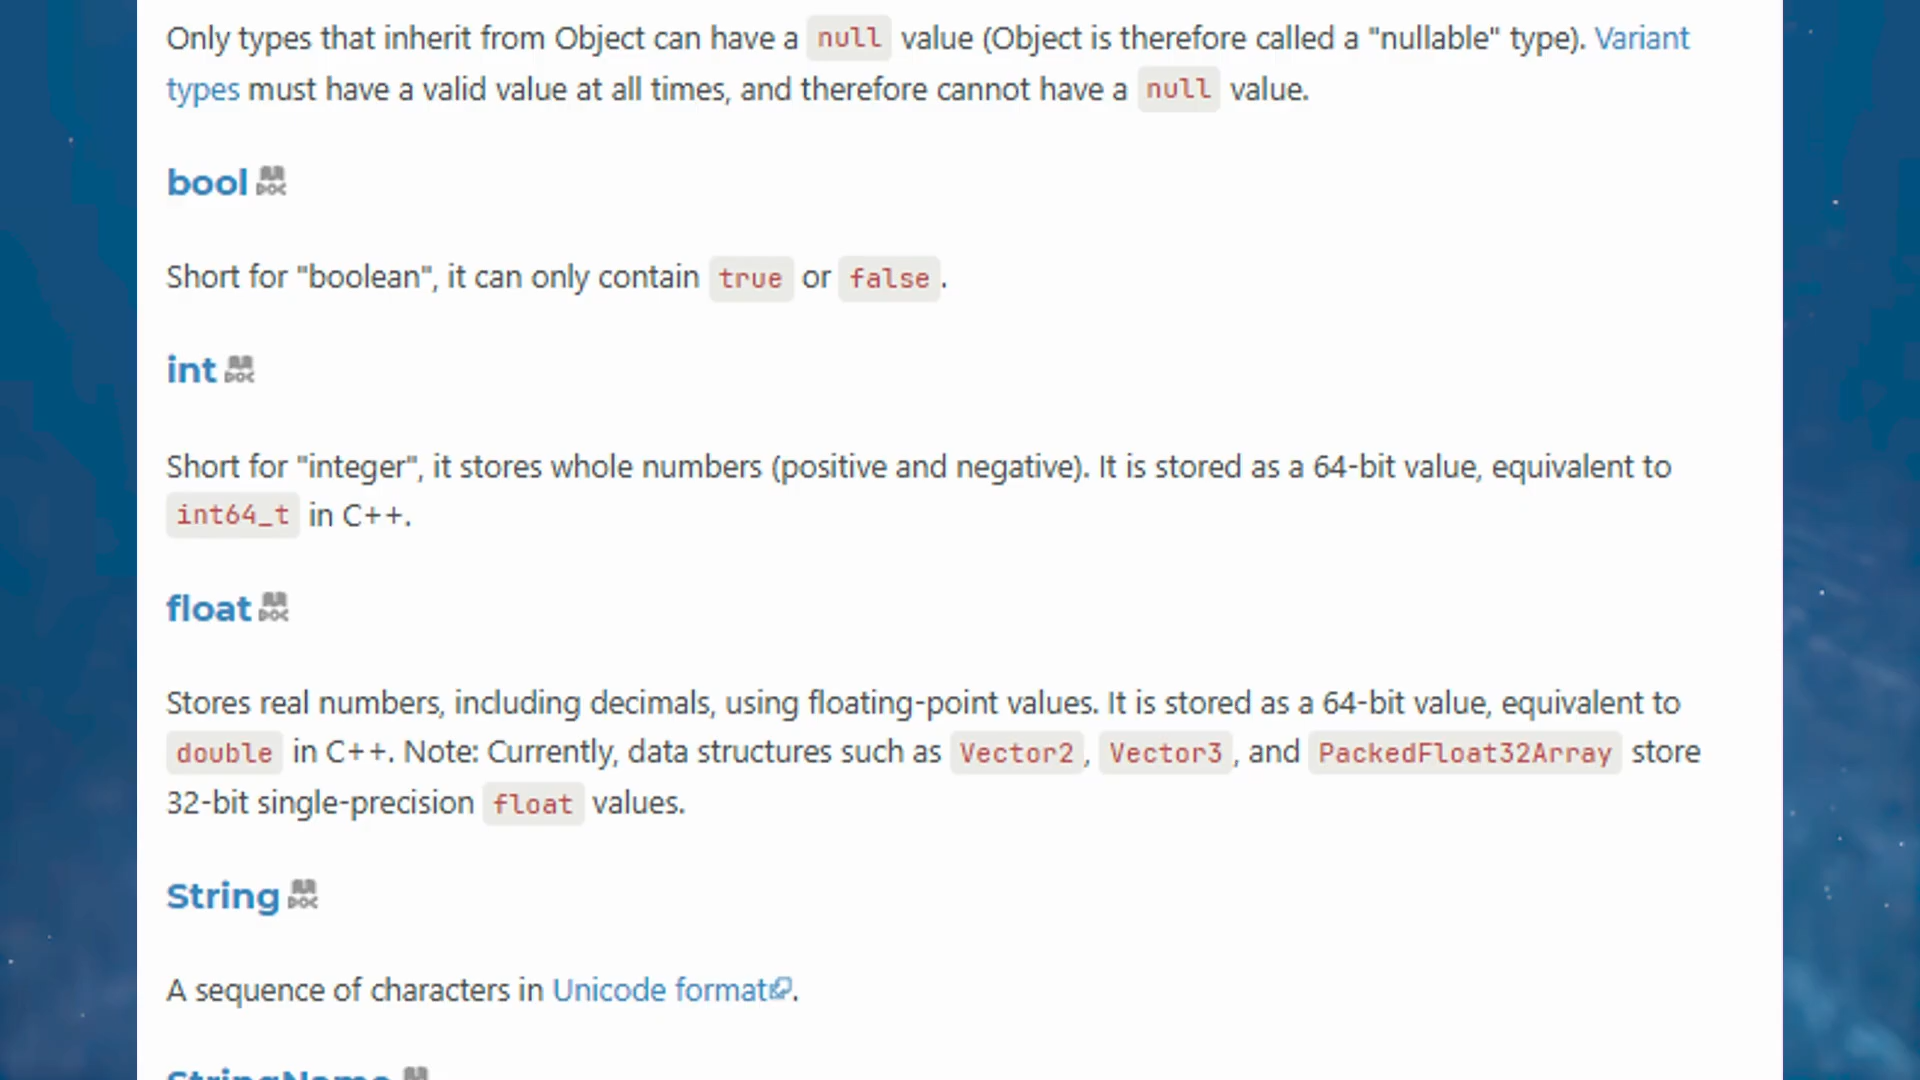 Only types that inherit from Object can have a null value (Object is therefore called a "nullable" type). Variant
types must have a valid value at all times, and therefore cannot have a null value.
bool
Short for "boolean", it can only contain true or false.
int
Short for "integer", it stores whole numbers (positive and negative). It is stored as a 64-bit value, equivalent to
int64_t in C++.
float
Stores real numbers, including decimals, using floating-point values. It is stored as a 64-bit value, equivalent to
double in C++. Note: Currently, data structures such as Vector2, Vector3, and PackedFloat32Array store
32-bit single-precision float values.
String
A sequence of characters in Unicode format.
StringName